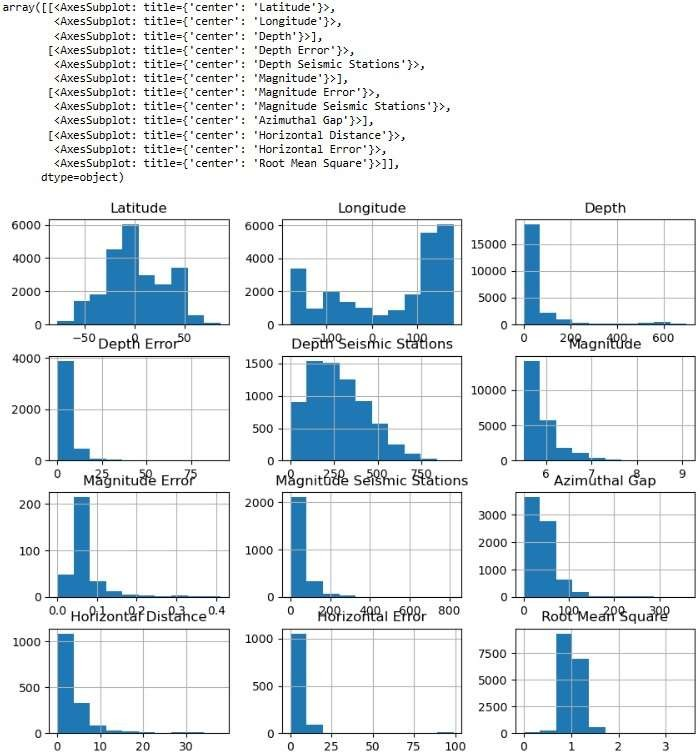 array([[<AxesSubplot: title={'center': 'Latitude'}>,
<AxesSubplot: title={'center': 'Longitude'}>,
<AxesSubplot: title={'center': 'Depth'}>],
[<AxesSubplot: title={'center': 'Depth Error'}>,
<AxesSubplot: title={'center': 'Depth Seismic Stations'}>,
<AxesSubplot: title={'center': 'Magnitude'}>],
[<AxesSubplot: title={'center': 'Magnitude Error'}>,
<AxesSubplot: title={'center': 'Magnitude Seismic Stations'}>,
<AxesSubplot: title={'center': 'Azimuthal Gap'}>],
[<AxesSubplot: title={'center': 'Horizontal Distance'}>,
<AxesSubplot: title={'center': 'Horizontal Error'}>,
<AxesSubplot: title={'center': 'Root Mean Square'}>]],
dtype=object)
Latitude Longitude Depth
6000 6000 15000
4000 4000 10000
2000 2000 5000
0 0 0
−50 0 50 −100 0 100 0 200 400 600
Depth Error Depth Seismic Stations Magnitude
4000 1500 10000
2000 1000 5000
0 500 0
0
0 25 50 75 0 250 500 750 6 7 8 9
Magnitude Error Magnitude Seismic Stations Azimuthal Gap
200 2000 3000
100 1000 2000
0 0 1000
0
0.0 0.1 0.2 0.3 0.4 0 200 400 600 800 0 100 200 300
Horizontal Distance Horizontal Error Root Mean Square
1000 1000 7500
500 500 5000
0 0 2500
0
0 10 20 30 0 25 50 75 100 0 1 2 3